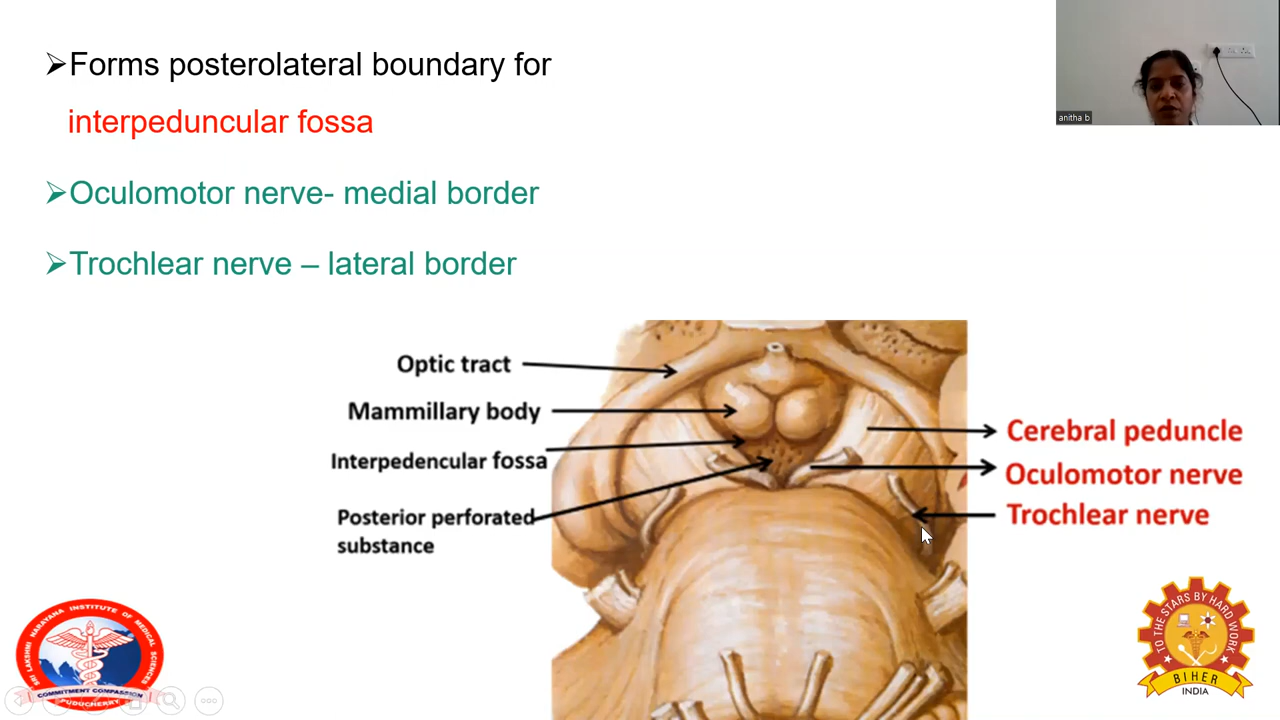 ➢Forms posterolateral boundary for
interpeduncular fossa
➢Oculomotor nerve- medial border
➢Trochlear nerve – lateral border
anitha b
Optic tract
Mammillary body
Interpedencular fossa
Posterior perforated
substance
Cerebral peduncle
Oculomotor nerve
Trochlear nerve
SRI LAKSHMI NARAYANA INSTITUTE OF MEDICAL SCIENCES
COMMITMENT COMPASSION
PUDUCHERRY
TO THE STARS BY HARD WORK
BIHER
INDIA